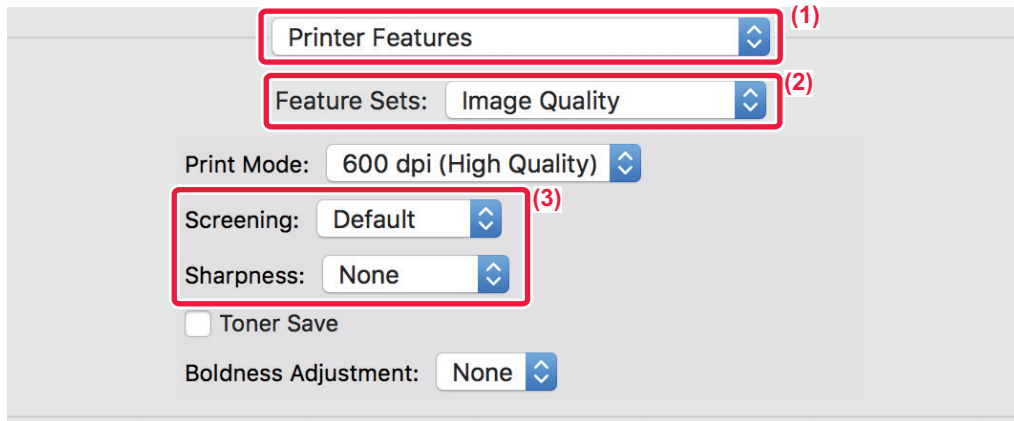 Printer Features (1)
Feature Sets: Image Quality (2)
Print Mode: 600 dpi (High Quality)
Screening: Default (3)
Sharpness: None
Toner Save
Boldness Adjustment: None